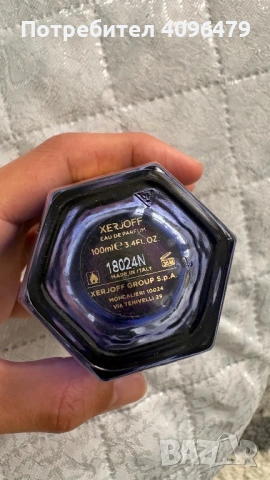 Потребител 4096479
XERJOFF
EAU DE PARFUM
100ml℮3.4FL.OZ.
18024N
MADE IN ITALY
XERJOFF GROUP S.p.A.
MONCALIERI 10024
VIA TENIVELLI 29
BAZAR